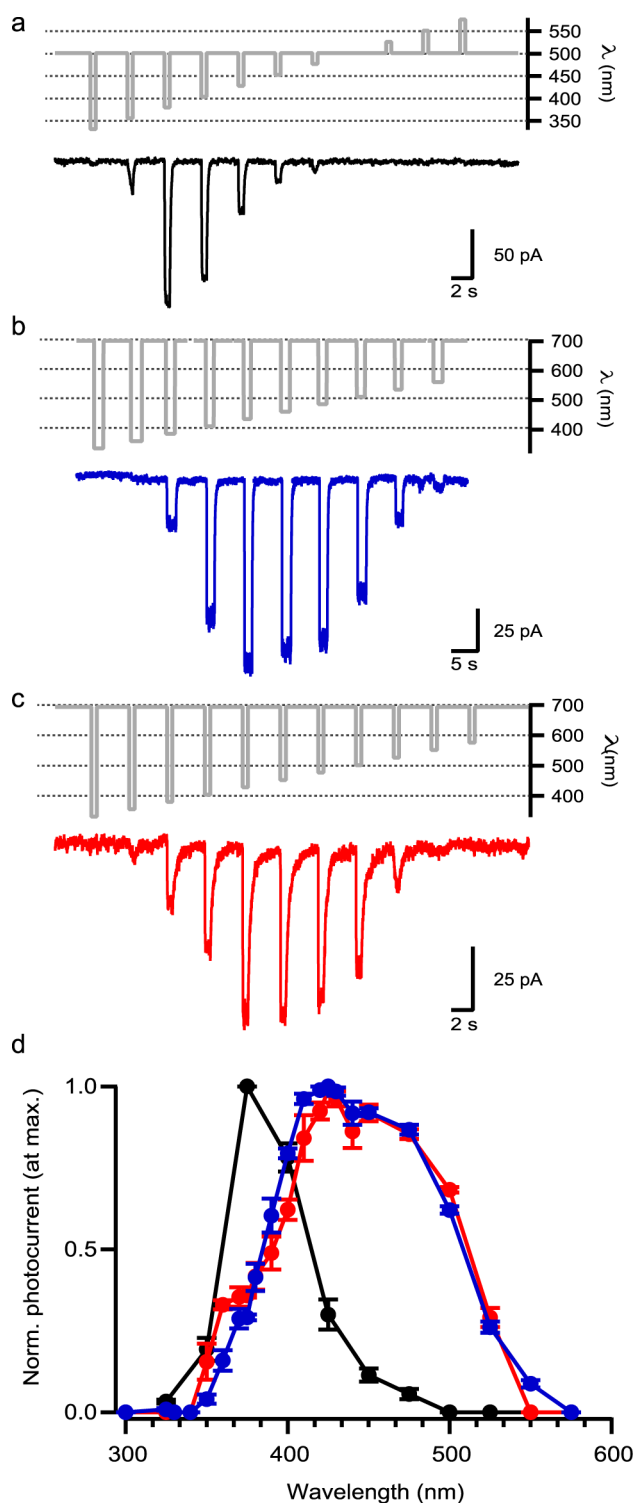 a
550
500
450
400
350
λ (nm)
50 pA
2 s
b
700
600
500
400
λ (nm)
25 pA
5 s
c
700
600
500
400
λ(nm)
25 pA
2 s
d
1.0
0.5
0.0
Norm. photocurrent (at max.)
300
400
500
600
Wavelength (nm)